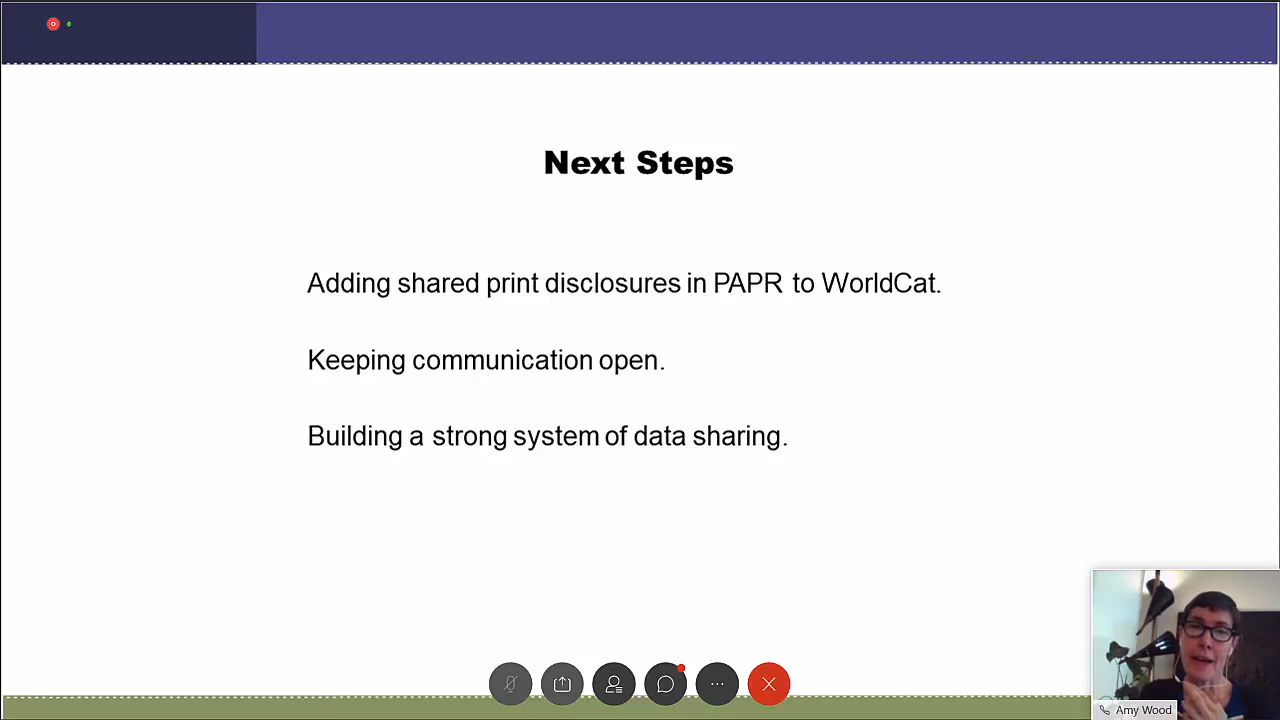 Next Steps
Adding shared print disclosures in PAPR to WorldCat.
Keeping communication open.
Building a strong system of data sharing.
Amy Wood